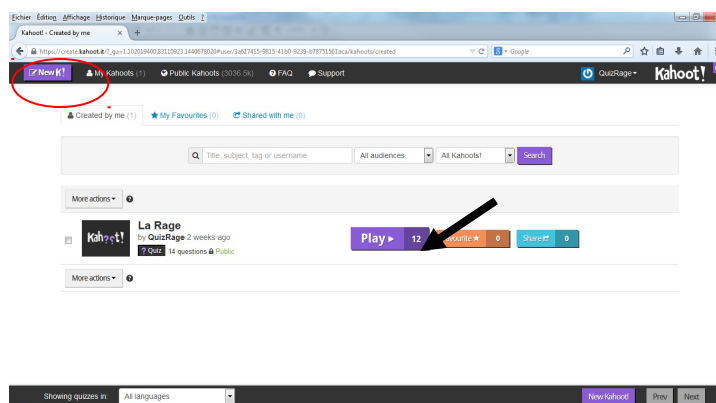 Fichier Édition Affichage Historique Marque-pages Outils ?
Kahoot! - Created by me × +
https://create.kahoot.it/?_ga=1.102019400.83110923.1440678020#user/3a617415-9815-41b0-9239-b78751561aca/kahoots/created Google
New K! My Kahoots (1) Public Kahoots (3036.5k) FAQ Support QuizRage Kahoot!
Created by me (1) My Favourites (0) Shared with me (0)
Title, subject, tag or username All audiences All Kahoots! Search
More actions
La Rage
Kahoot! by QuizRage 2 weeks ago Play 12 Favourite 0 Share 0
? Quiz 14 questions Public
More actions
Showing quizzes in: All languages New Kahoot! Prev Next